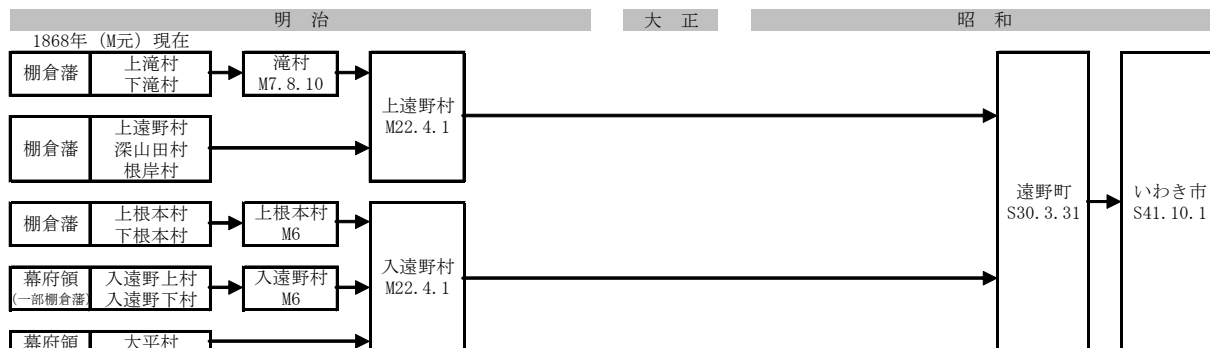 明 治
大 正
昭 和
1868年 (M元) 現在
棚倉藩
上滝村
下滝村
滝村
M7.8.10
上遠野村
M22.4.1
棚倉藩
上遠野村
深山田村
根岸村
遠野町
S30.3.31
いわき市
S41.10.1
棚倉藩
上根本村
下根本村
上根本村
M6
入遠野村
M22.4.1
幕府領
(一部棚倉藩)
入遠野上村
入遠野下村
入遠野村
M6
幕府領
大平村